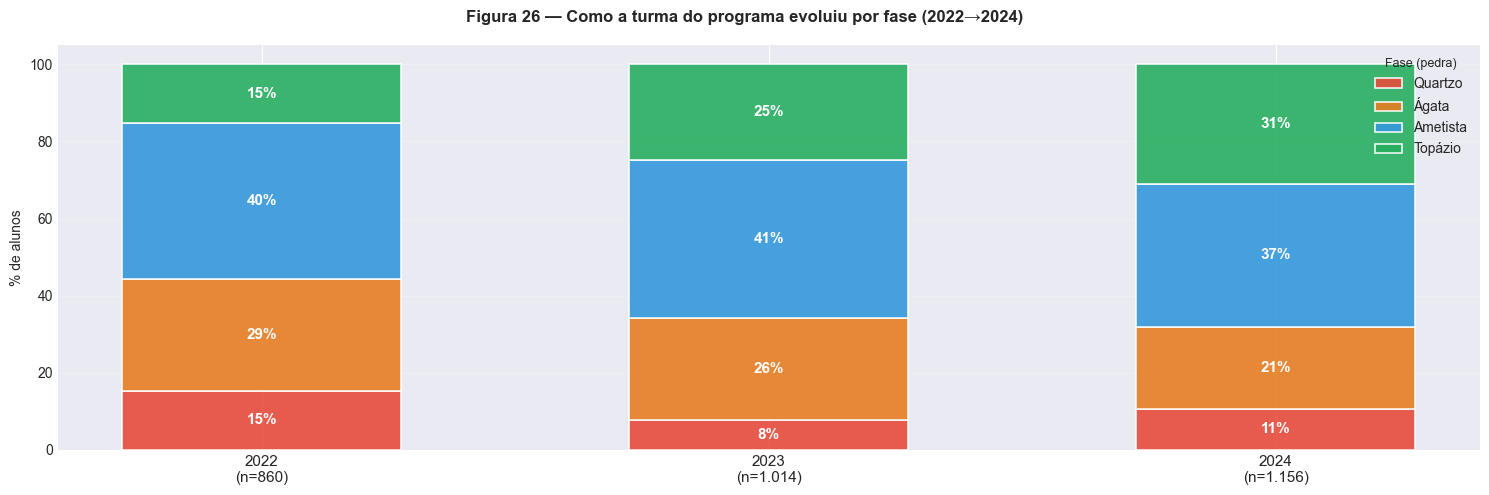 Figura 26 — Como a turma do programa evoluiu por fase (2022→2024)
% de alunos
100
80
60
40
20
0
15%
40%
29%
15%
25%
41%
26%
8%
31%
37%
21%
11%
Fase (pedra)
Quartzo
Ágata
Ametista
Topázio
2022
(n=860)
2023
(n=1.014)
2024
(n=1.156)